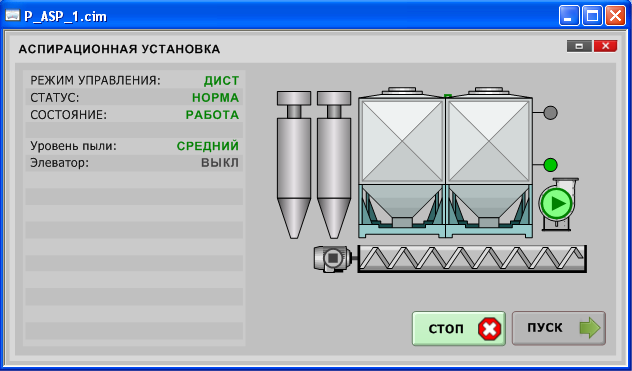 P_ASP_1.cim
АСПИРАЦИОННАЯ УСТАНОВКА
РЕЖИМ УПРАВЛЕНИЯ: ДИСТ
СТАТУС: НОРМА
СОСТОЯНИЕ: РАБОТА
Уровень пыли: СРЕДНИЙ
Элеватор: ВЫКЛ
СТОП ПУСК